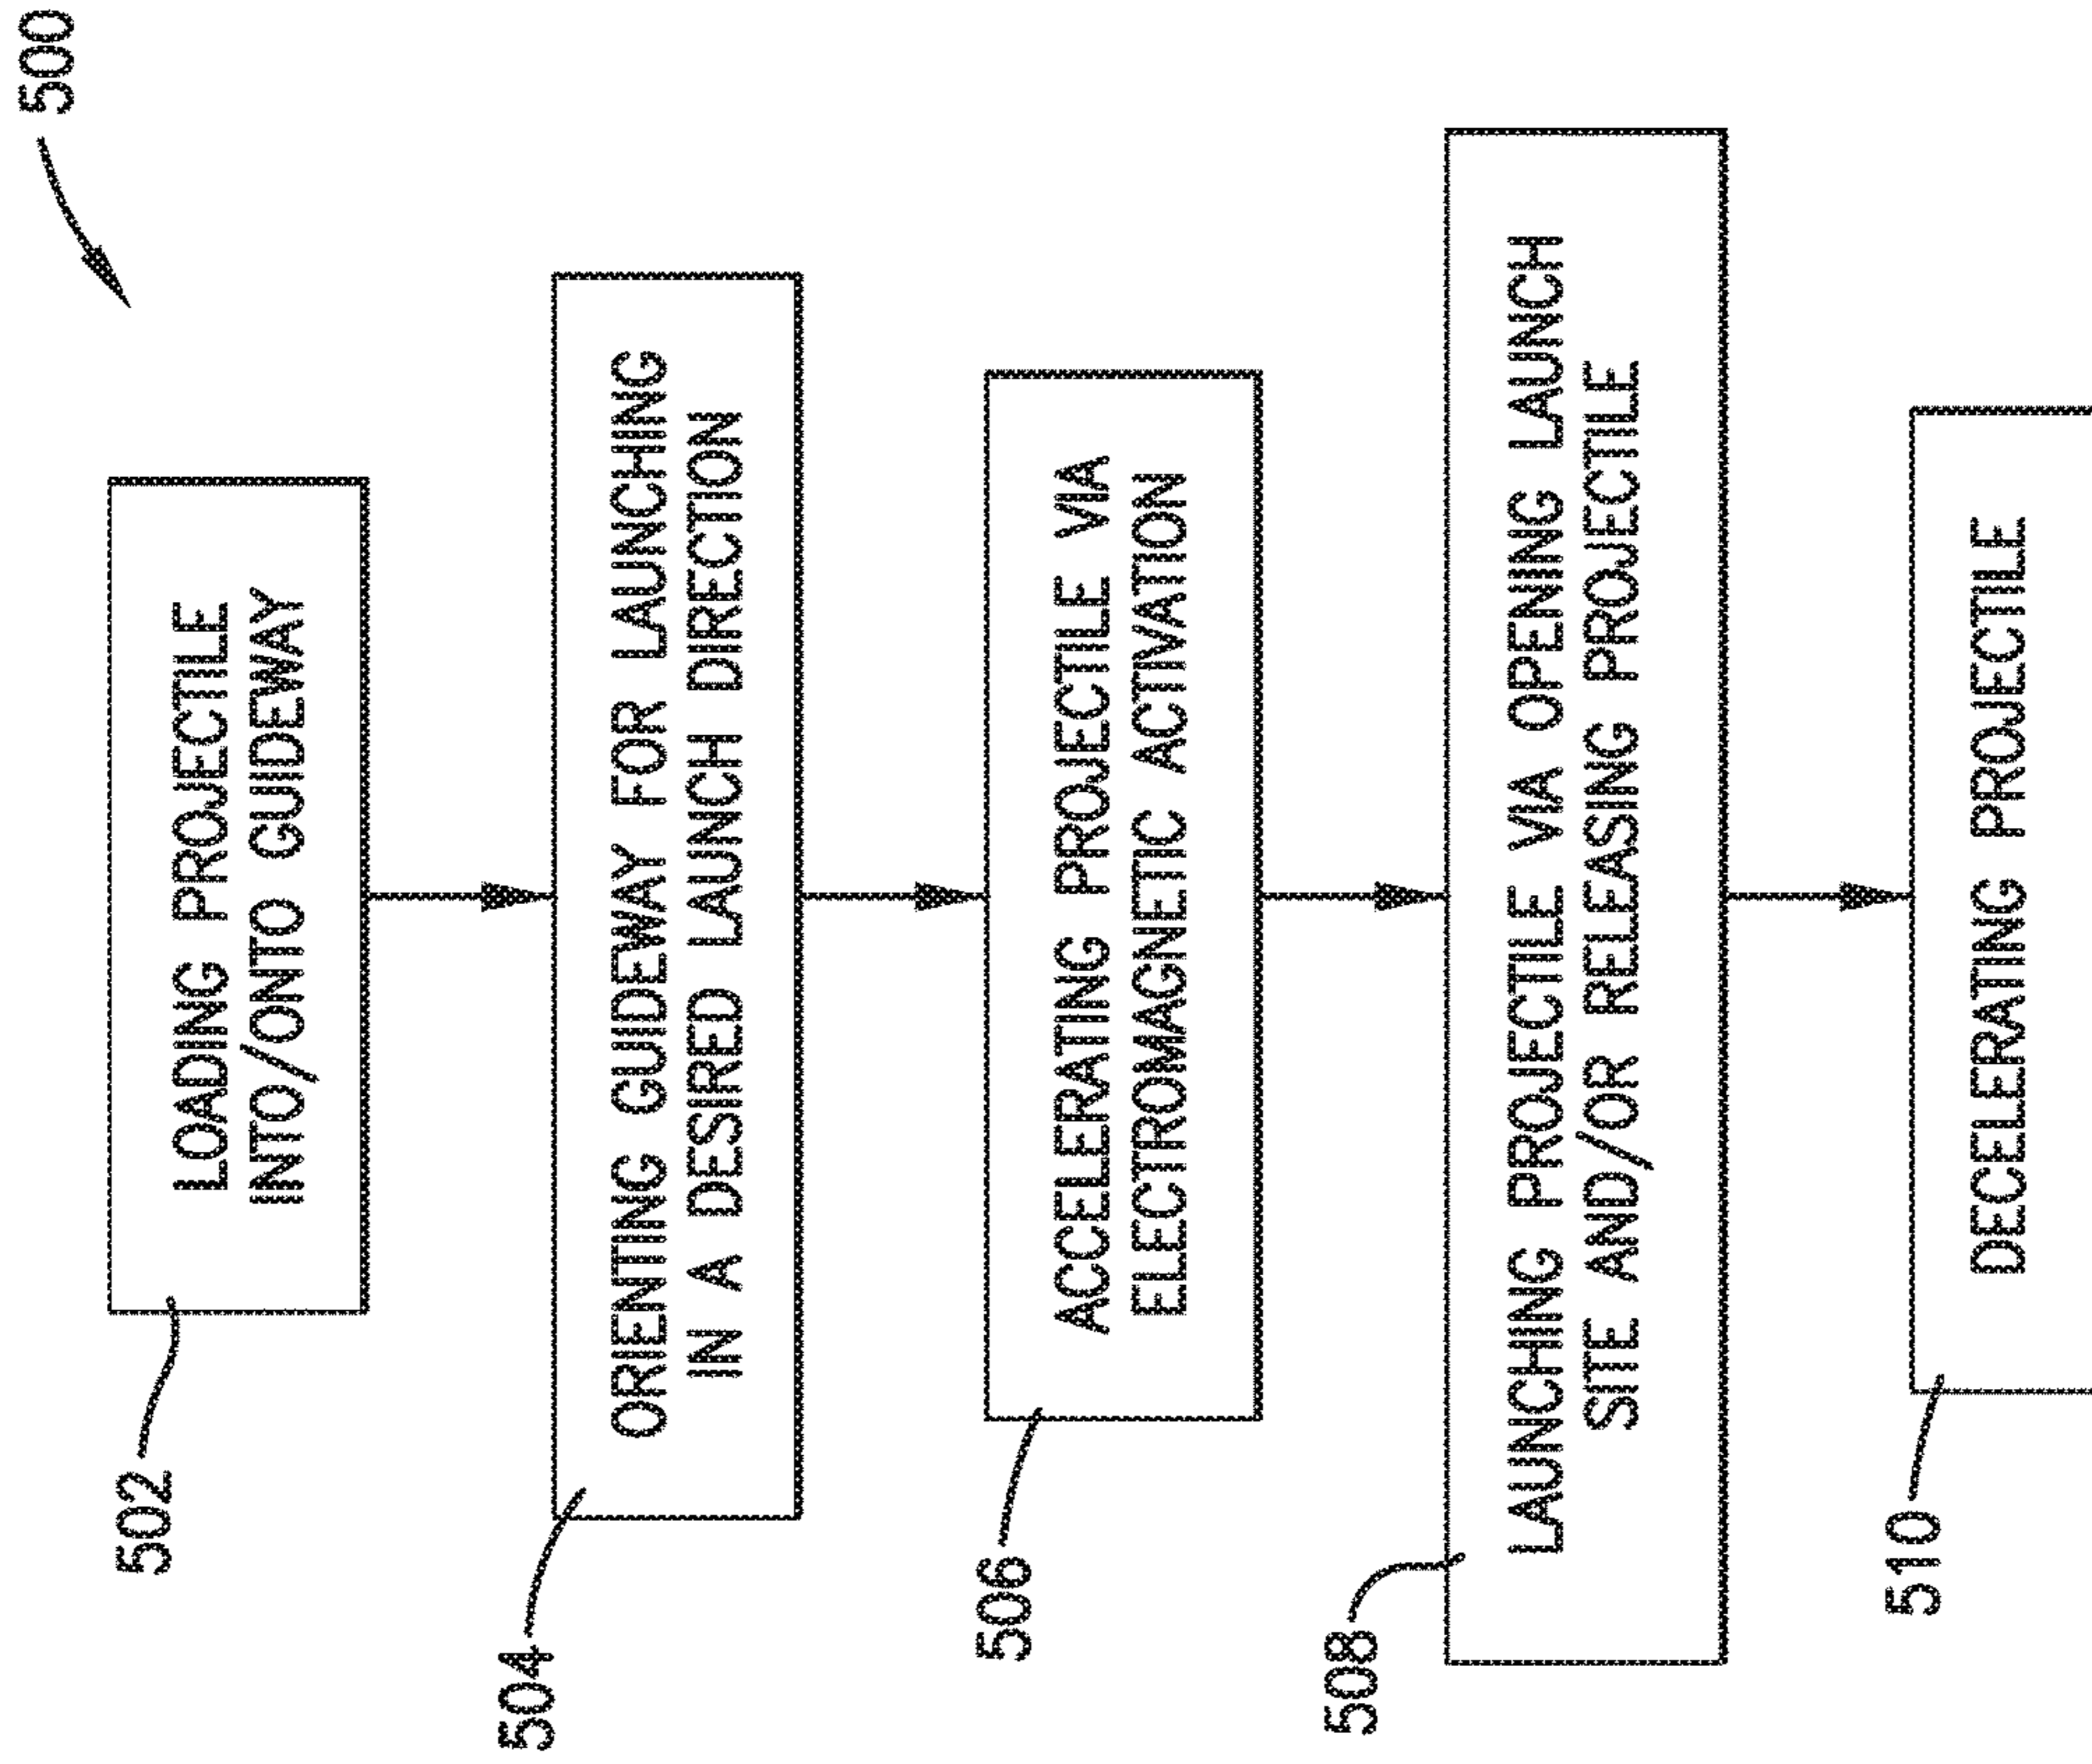 500
502
LOADING PROJECTILE
INTO/ONTO GUIDEWAY
504
ORIENTING GUIDEWAY FOR LAUNCHING
IN A DESIRED LAUNCH DIRECTION
506
ACCELERATING PROJECTILE VIA
ELECTROMAGNETIC ACTIVATION
508
LAUNCHING PROJECTILE VIA OPENING LAUNCH
SITE AND/OR RELEASING PROJECTILE
510
DECELERATING PROJECTILE